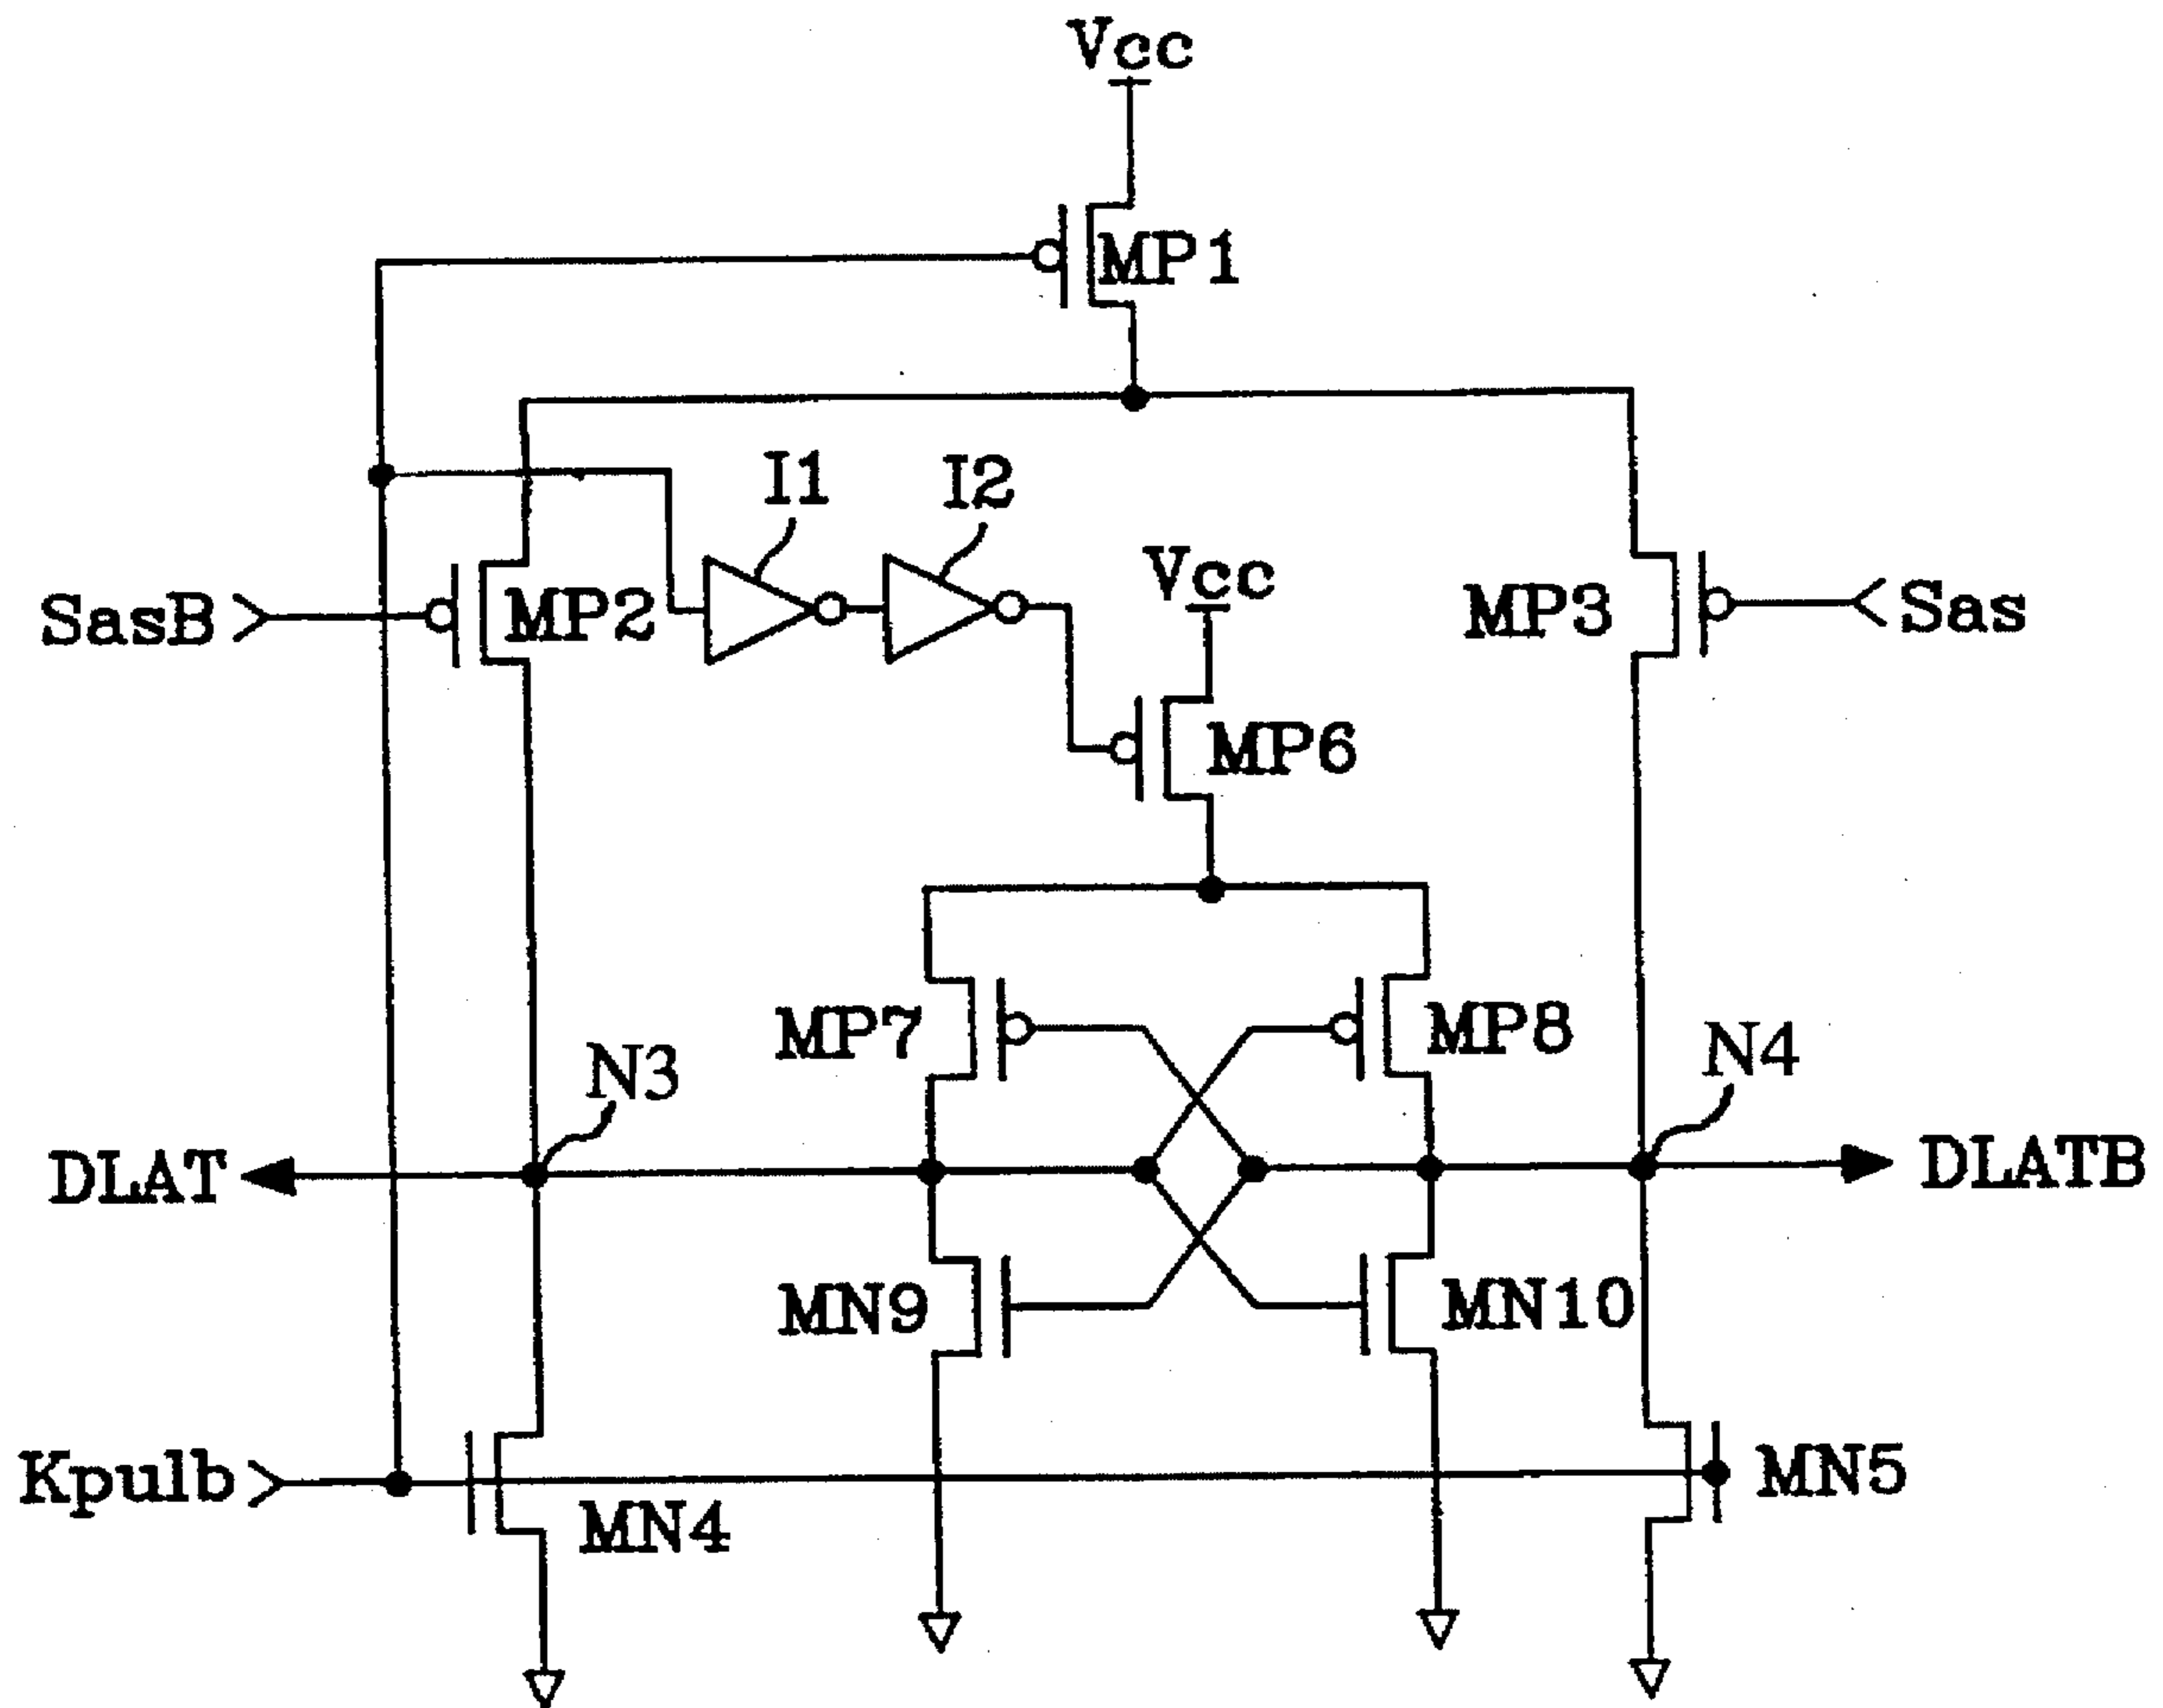 Vcc
MP1
I1
I2
SasB
MP2
Vcc
MP3
Sas
MP6
MP7
MP8
N3
N4
DLAT
DLATB
MN9
MN10
Kpulb
MN4
MN5